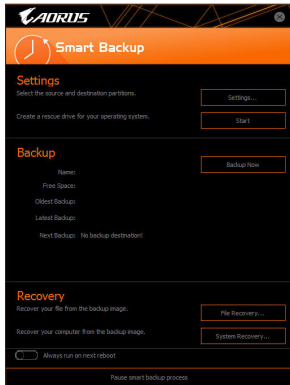 AORUS
Smart Backup
Settings
Select the source and destination partitions.
Settings...
Create a rescue drive for your operating system.
Start
Backup
Backup Now
Name:
Free Space:
Oldest Backup:
Latest Backup:
Next Backup: No backup destination!
Recovery
Recover your file from the backup image.
File Recovery...
Recover your computer from the backup image.
System Recovery...
Always run on next reboot
Pause smart backup process